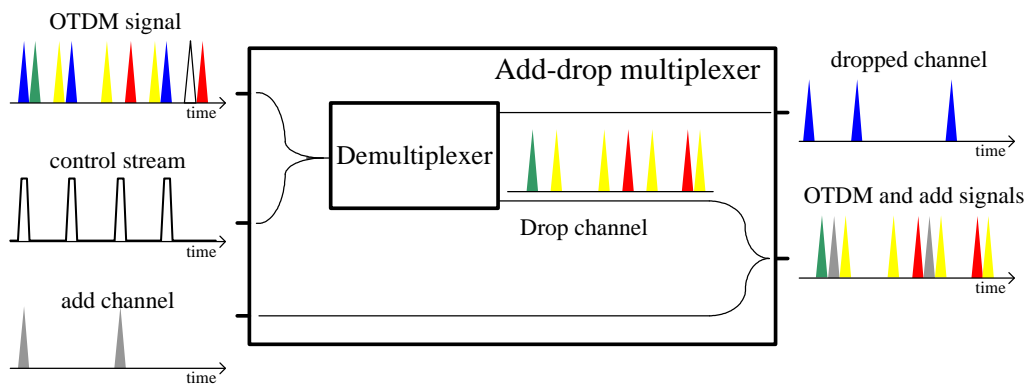 OTDM signal
time
control stream
time
add channel
time
Add-drop multiplexer
Demultiplexer
Drop channel
dropped channel
time
OTDM and add signals
time